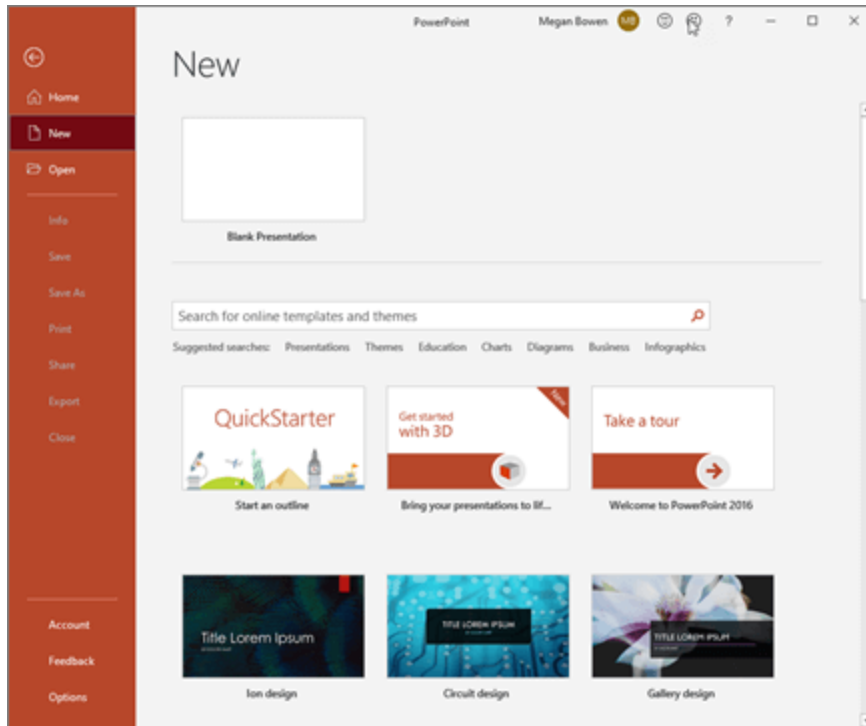 PowerPoint
Megan Bowen MB ?
New
Home
New
Open
Info
Save
Save As
Print
Share
Export
Close
Account
Feedback
Options
Blank Presentation
Search for online templates and themes
Suggested searches: Presentations Themes Education Charts Diagrams Business Infographics
QuickStarter
Start an outline
Get started
with 3D
New
Bring your presentations to lif...
Take a tour
Welcome to PowerPoint 2016
Title Lorem Ipsum
Ion design
TITLE LOREM IPSUM
Circuit design
TITLE LOREM IPSUM
Gallery design